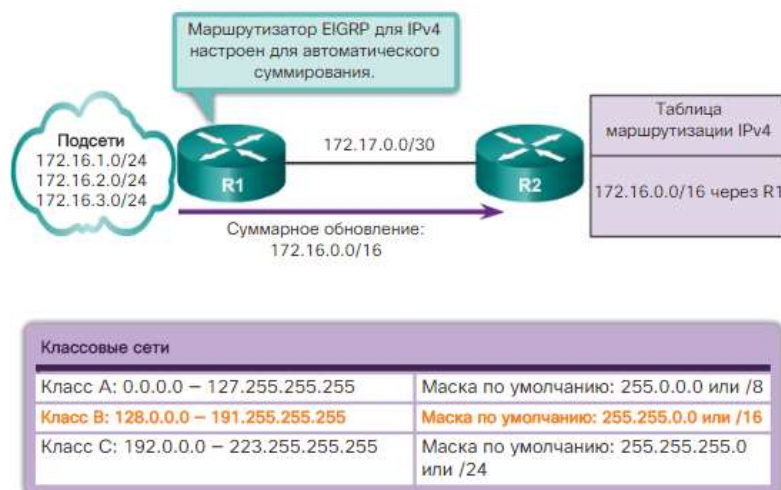 Маршрутизатор EIGRP для IPv4
настроен для автоматического
суммирования.
Подсети
172.16.1.0/24
172.16.2.0/24
172.16.3.0/24
R1
172.17.0.0/30
R2
Суммарное обновление:
172.16.0.0/16
Таблица
маршрутизации IPv4
172.16.0.0/16 через R1
Классовые сети
Класс A: 0.0.0.0 – 127.255.255.255
Маска по умолчанию: 255.0.0.0 или /8
Класс B: 128.0.0.0 – 191.255.255.255
Маска по умолчанию: 255.255.0.0 или /16
Класс C: 192.0.0.0 – 223.255.255.255
Маска по умолчанию: 255.255.255.0
или /24